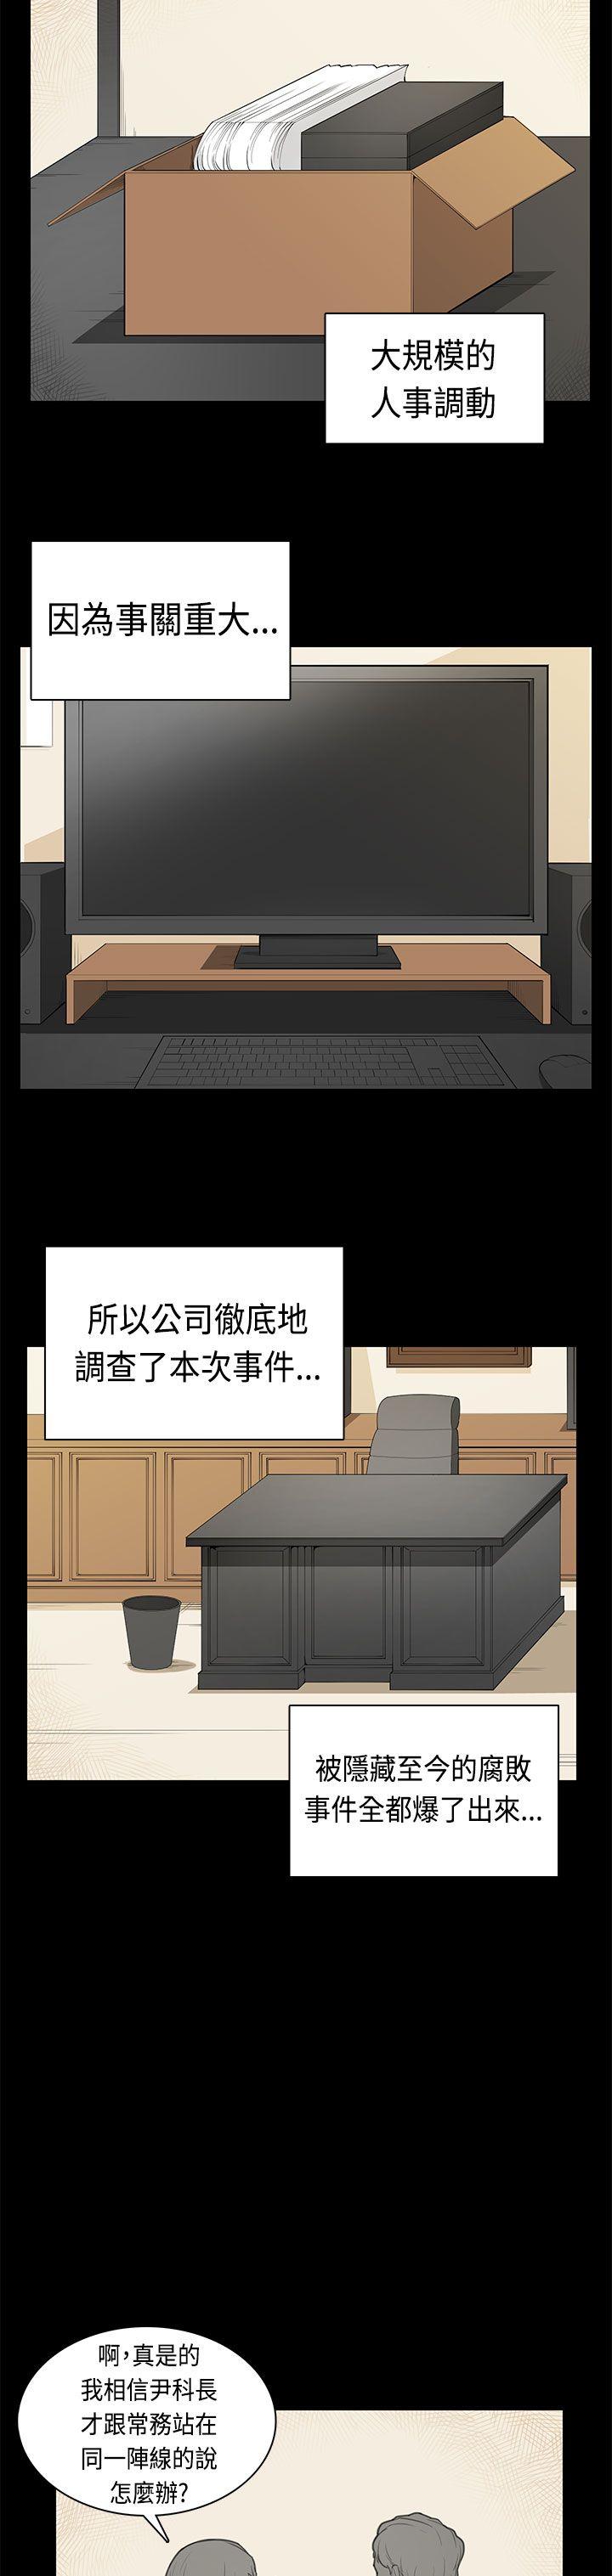 大規模的
人事調動
因為事關重大...
所以公司徹底地
調查了本次事件...
被隱藏至今的腐敗
事件全都爆了出來...
啊，真是的
我相信尹科長
才跟常務站在
同一陣線的說
怎麼辦?